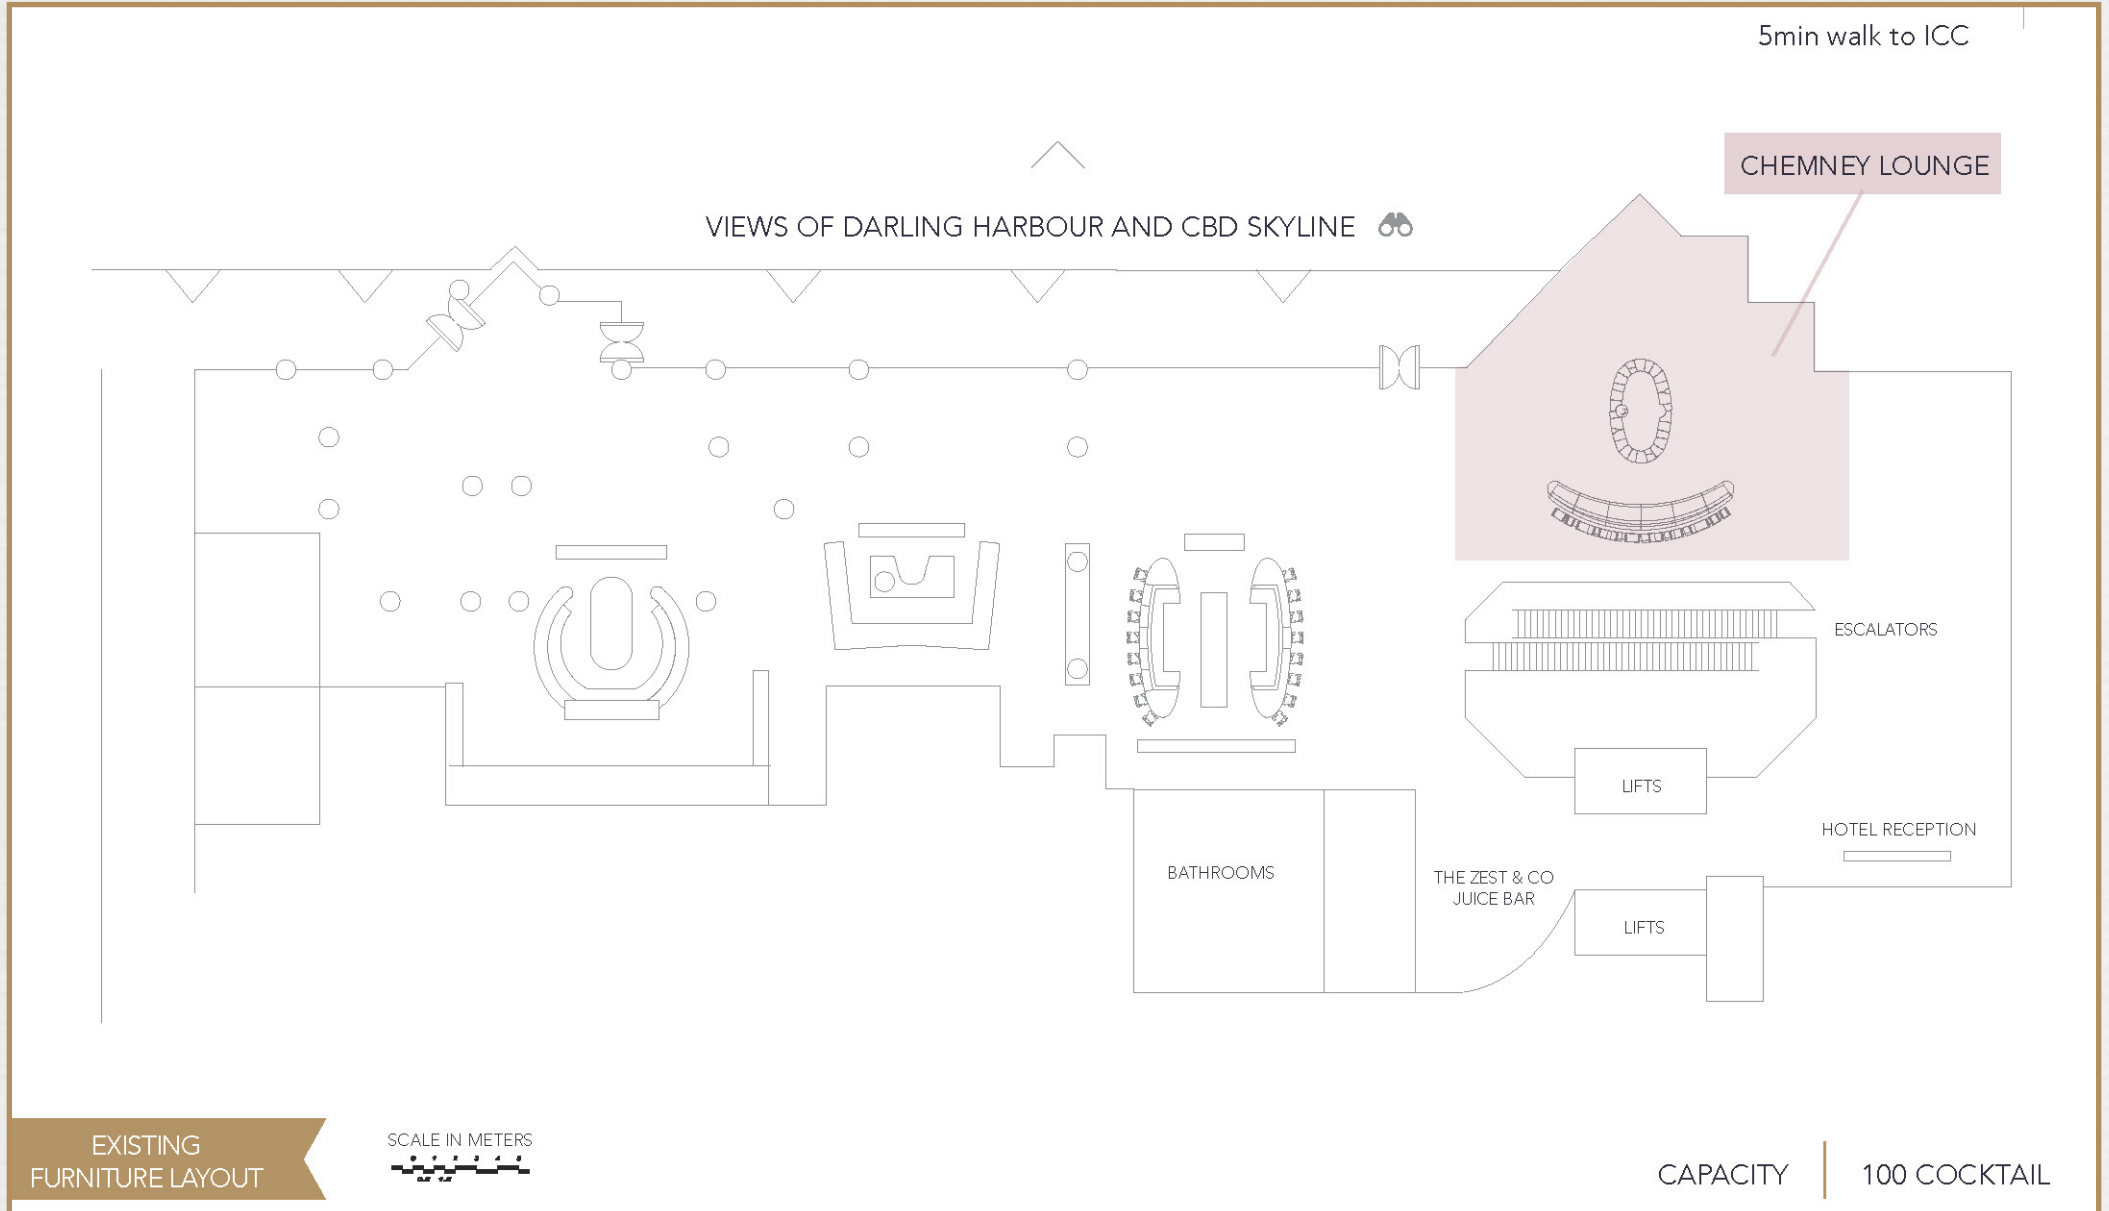 5min walk to ICC
CHEMNEY LOUNGE
VIEWS OF DARLING HARBOUR AND CBD SKYLINE
ESCALATORS
LIFTS
HOTEL RECEPTION
BATHROOMS
THE ZEST & CO
JUICE BAR
LIFTS
EXISTING
FURNITURE LAYOUT
SCALE IN METERS
CAPACITY
100 COCKTAIL